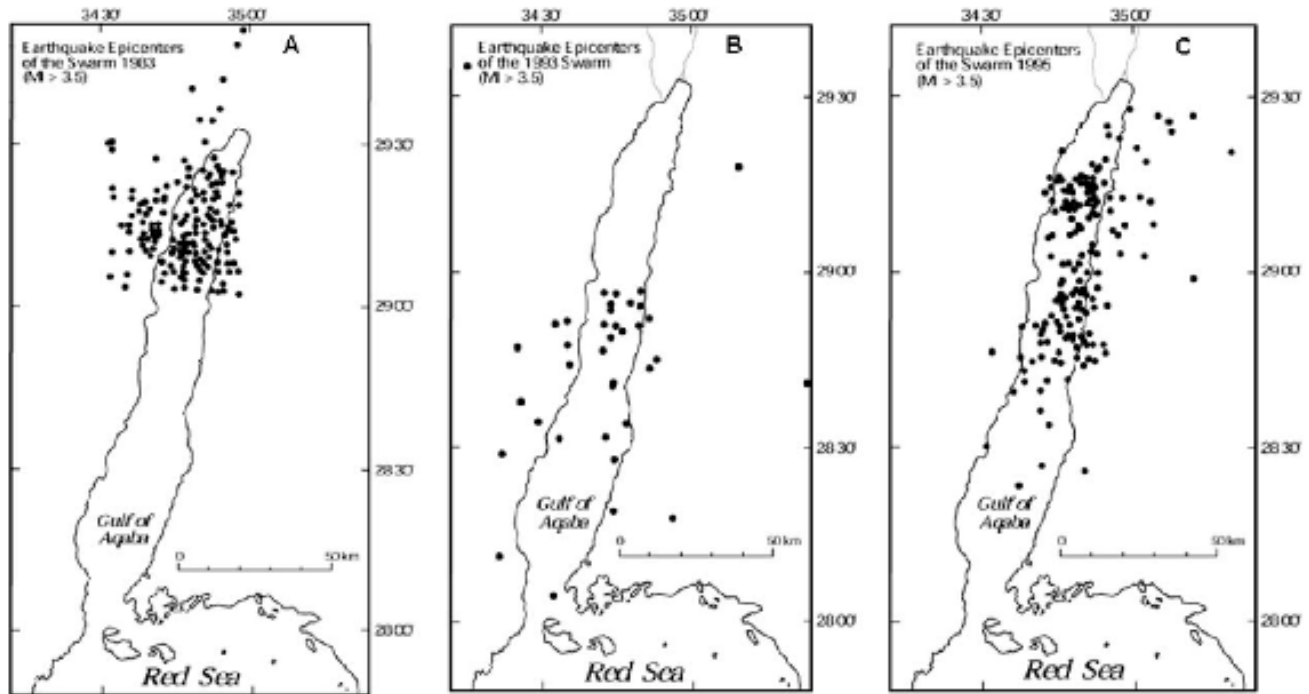 3430' 3500'
A
Earthquake Epicenters
of the Swarm 1983
(Ml > 3.5)
29'30'
29'00'
28'30'
28'00'
Gulf of
Aqaba
0 50 km
Red Sea
34'30' 35'00'
B
Earthquake Epicenters
of the 1993 Swarm
(Ml > 3.5)
29'30'
29'00'
28'30'
28'00'
Gulf of
Aqaba
0 50 km
Red Sea
34'30' 35'00'
C
Earthquake Epicenters
of the Swarm 1995
(Ml > 3.5)
29'30'
29'00'
28'30'
28'00'
Gulf of
Aqaba
0 50 km
Red Sea